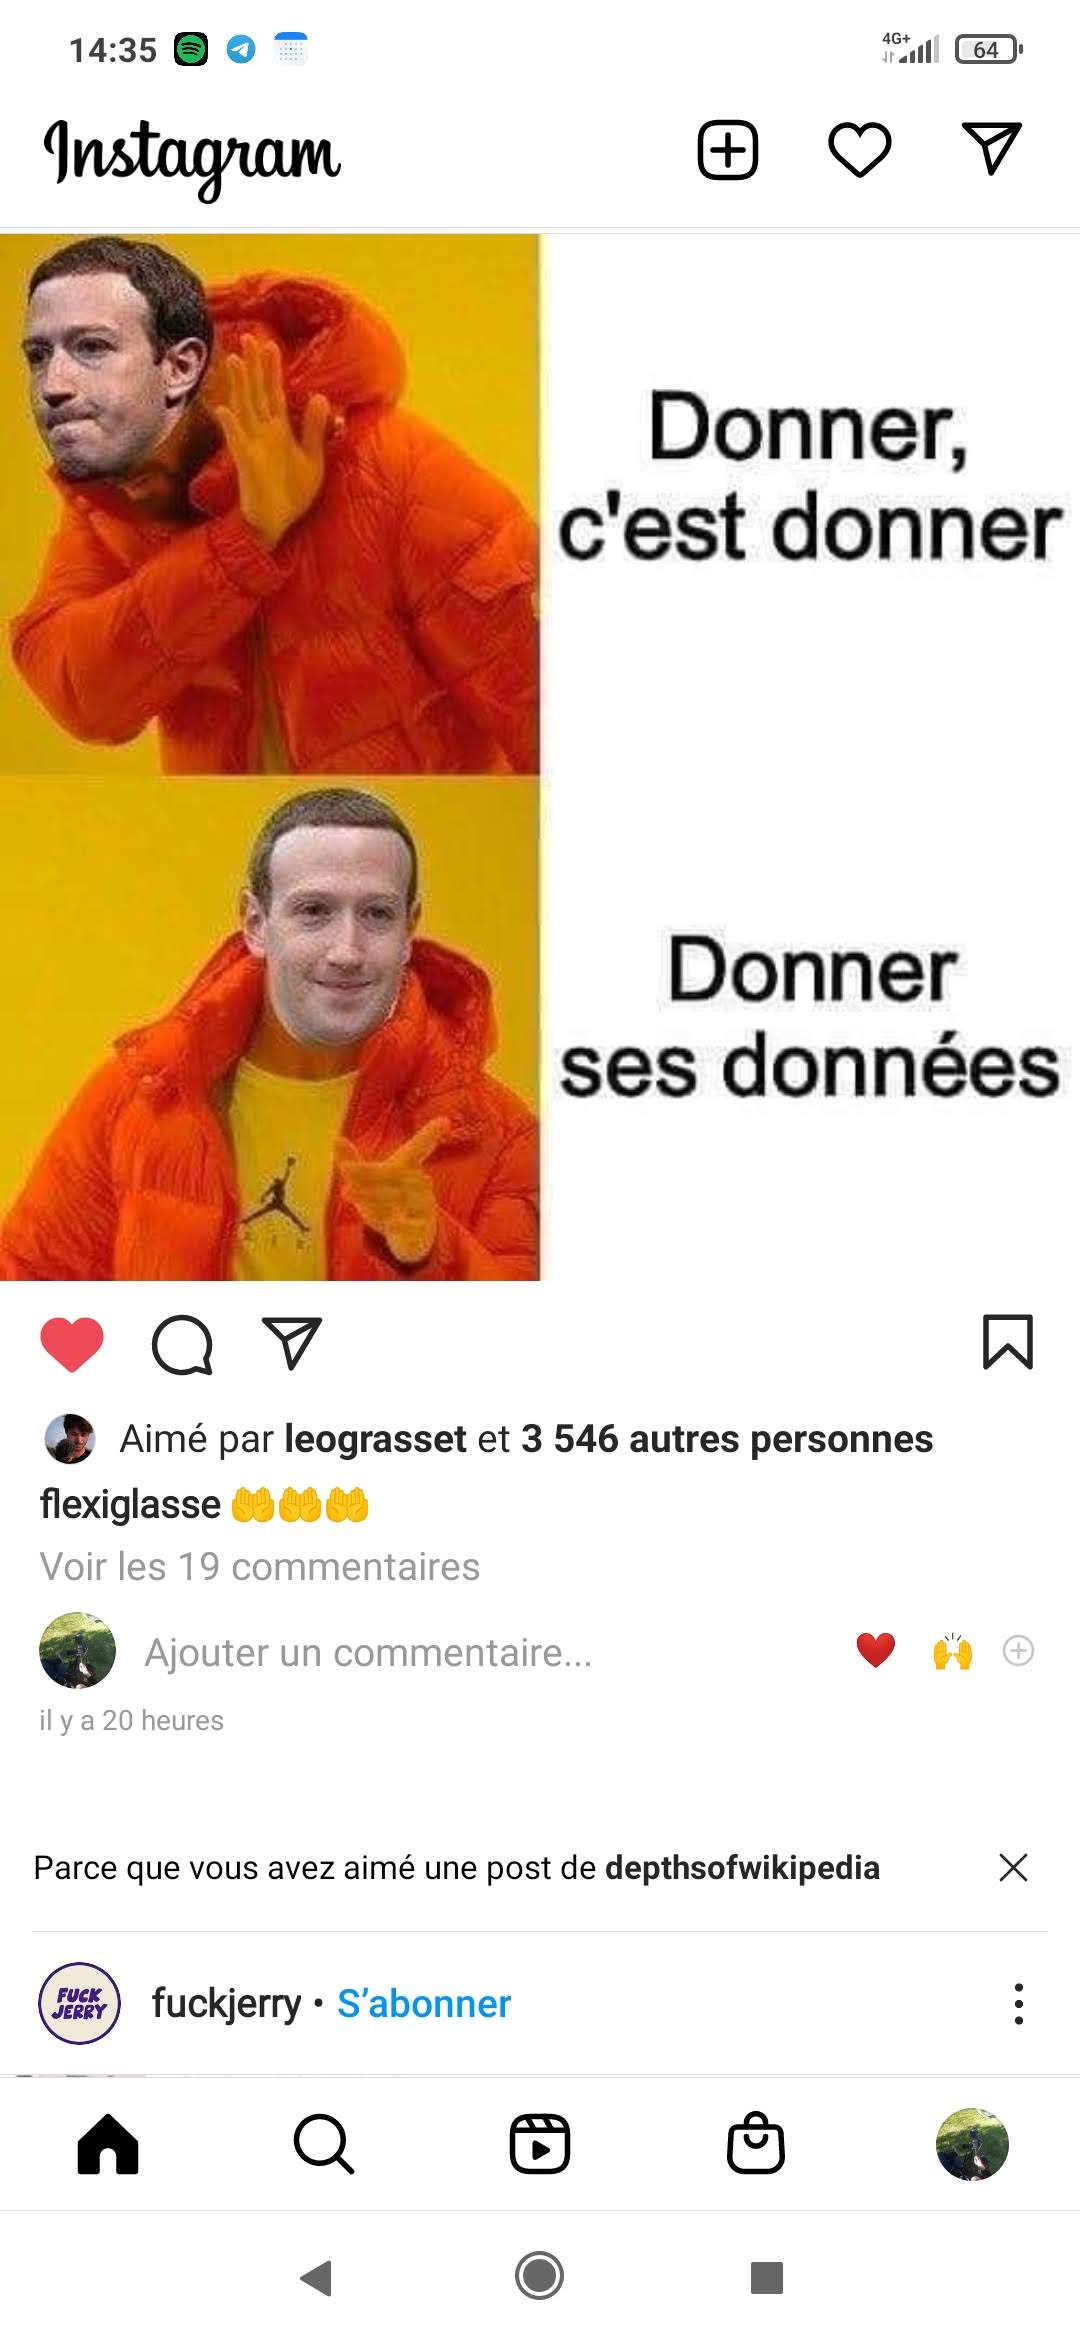 14:35
4G+
64
Instagram
Donner,
c'est donner
Donner
ses données
Aimé par leograsset et 3 546 autres personnes
flexiglasse 🤲🤲🤲
Voir les 19 commentaires
Ajouter un commentaire...
il y a 20 heures
Parce que vous avez aimé une post de depthsofwikipedia
FUCK
JERRY
fuckjerry • S’abonner